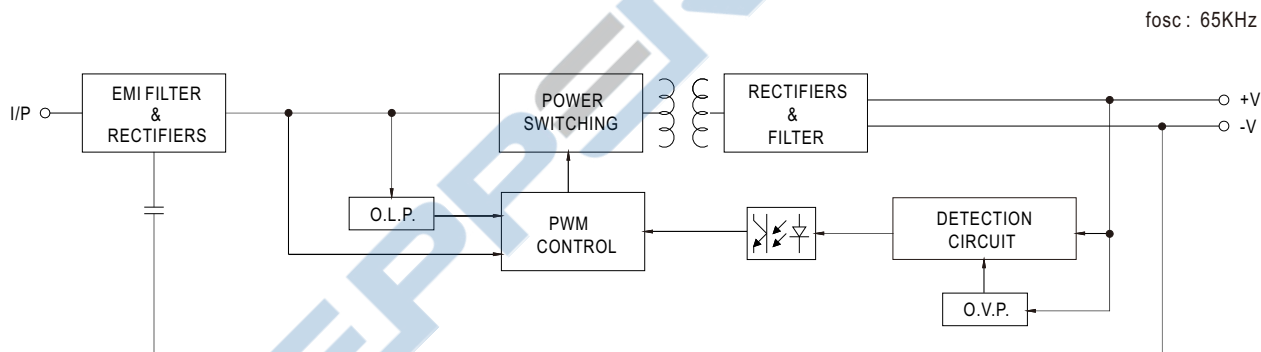 fosc : 65KHz
I/P
EMI FILTER
&
RECTIFIERS
POWER
SWITCHING
RECTIFIERS
&
FILTER
+V
-V
O.L.P.
PWM
CONTROL
DETECTION
CIRCUIT
O.V.P.